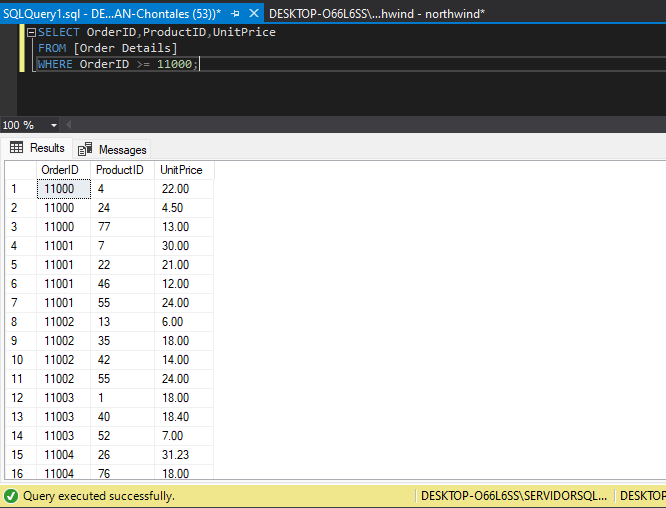 SQLQuery1.sql - DE...AN-Chontales (53))* DESKTOP-O66L6SS\...hwind - northwind*
SELECT OrderID,ProductID,UnitPrice
FROM [Order Details]
WHERE OrderID >= 11000;
100 %
Results Messages
OrderID ProductID UnitPrice
1 11000 4 22.00
2 11000 24 4.50
3 11000 77 13.00
4 11001 7 30.00
5 11001 22 21.00
6 11001 46 12.00
7 11001 55 24.00
8 11002 13 6.00
9 11002 35 18.00
10 11002 42 14.00
11 11002 55 24.00
12 11003 1 18.00
13 11003 40 18.40
14 11003 52 7.00
15 11004 26 31.23
16 11004 76 18.00
Query executed successfully. DESKTOP-O66L6SS\SERVIDORSQL... DESKTOP